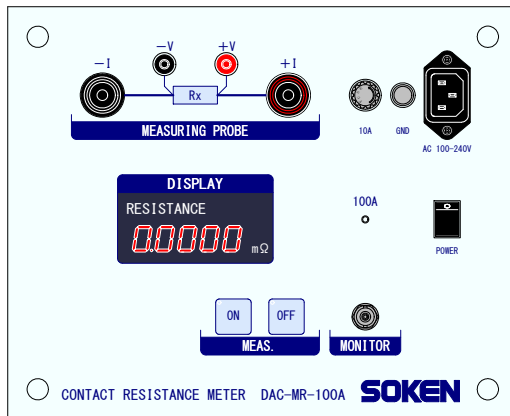 −V +V
−I +I
Rx
MEASURING PROBE
10A GND AC 100-240V
DISPLAY
RESISTANCE
0.0000 mΩ
100A
POWER
ON OFF
MEAS. MONITOR
CONTACT RESISTANCE METER DAC-MR-100A SOKEN